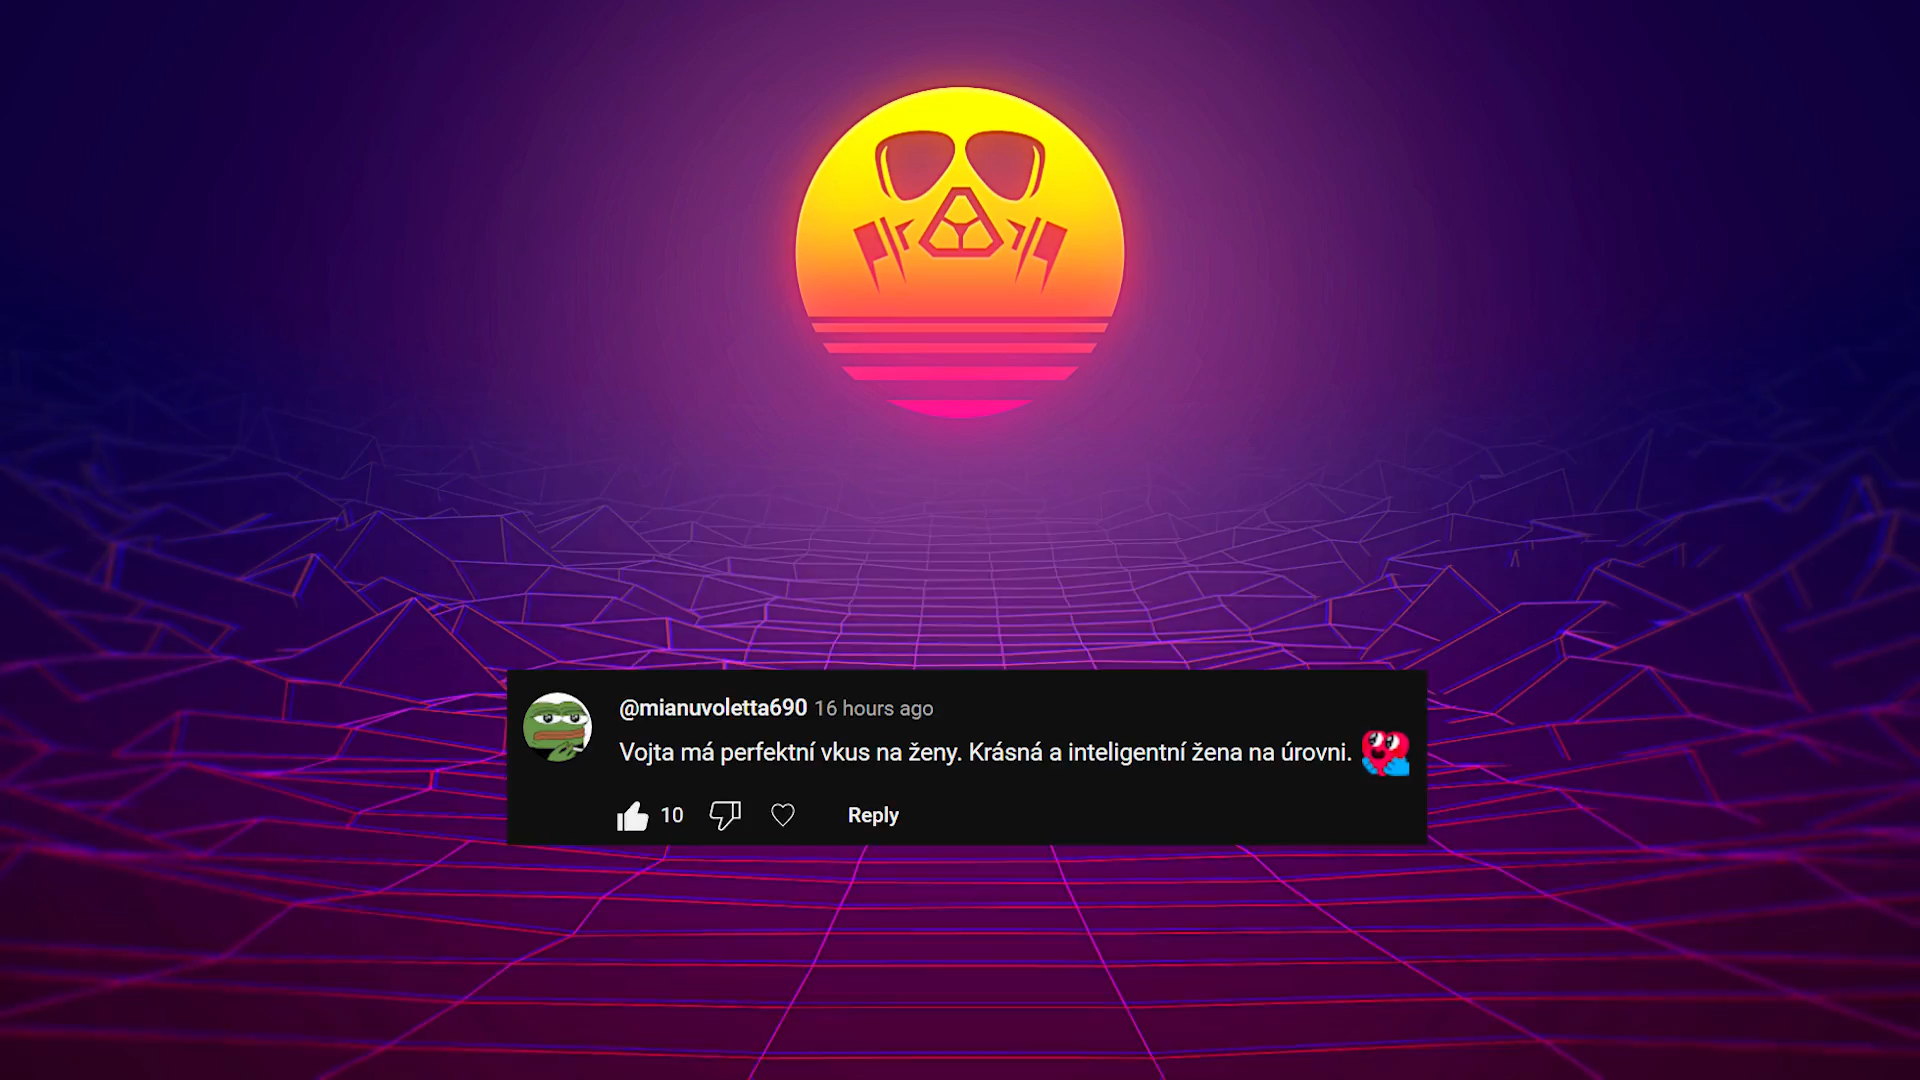 @mianuvoletta690 16 hours ago
Vojta má perfektní vkus na ženy. Krásná a inteligentní žena na úrovni.
10 Reply